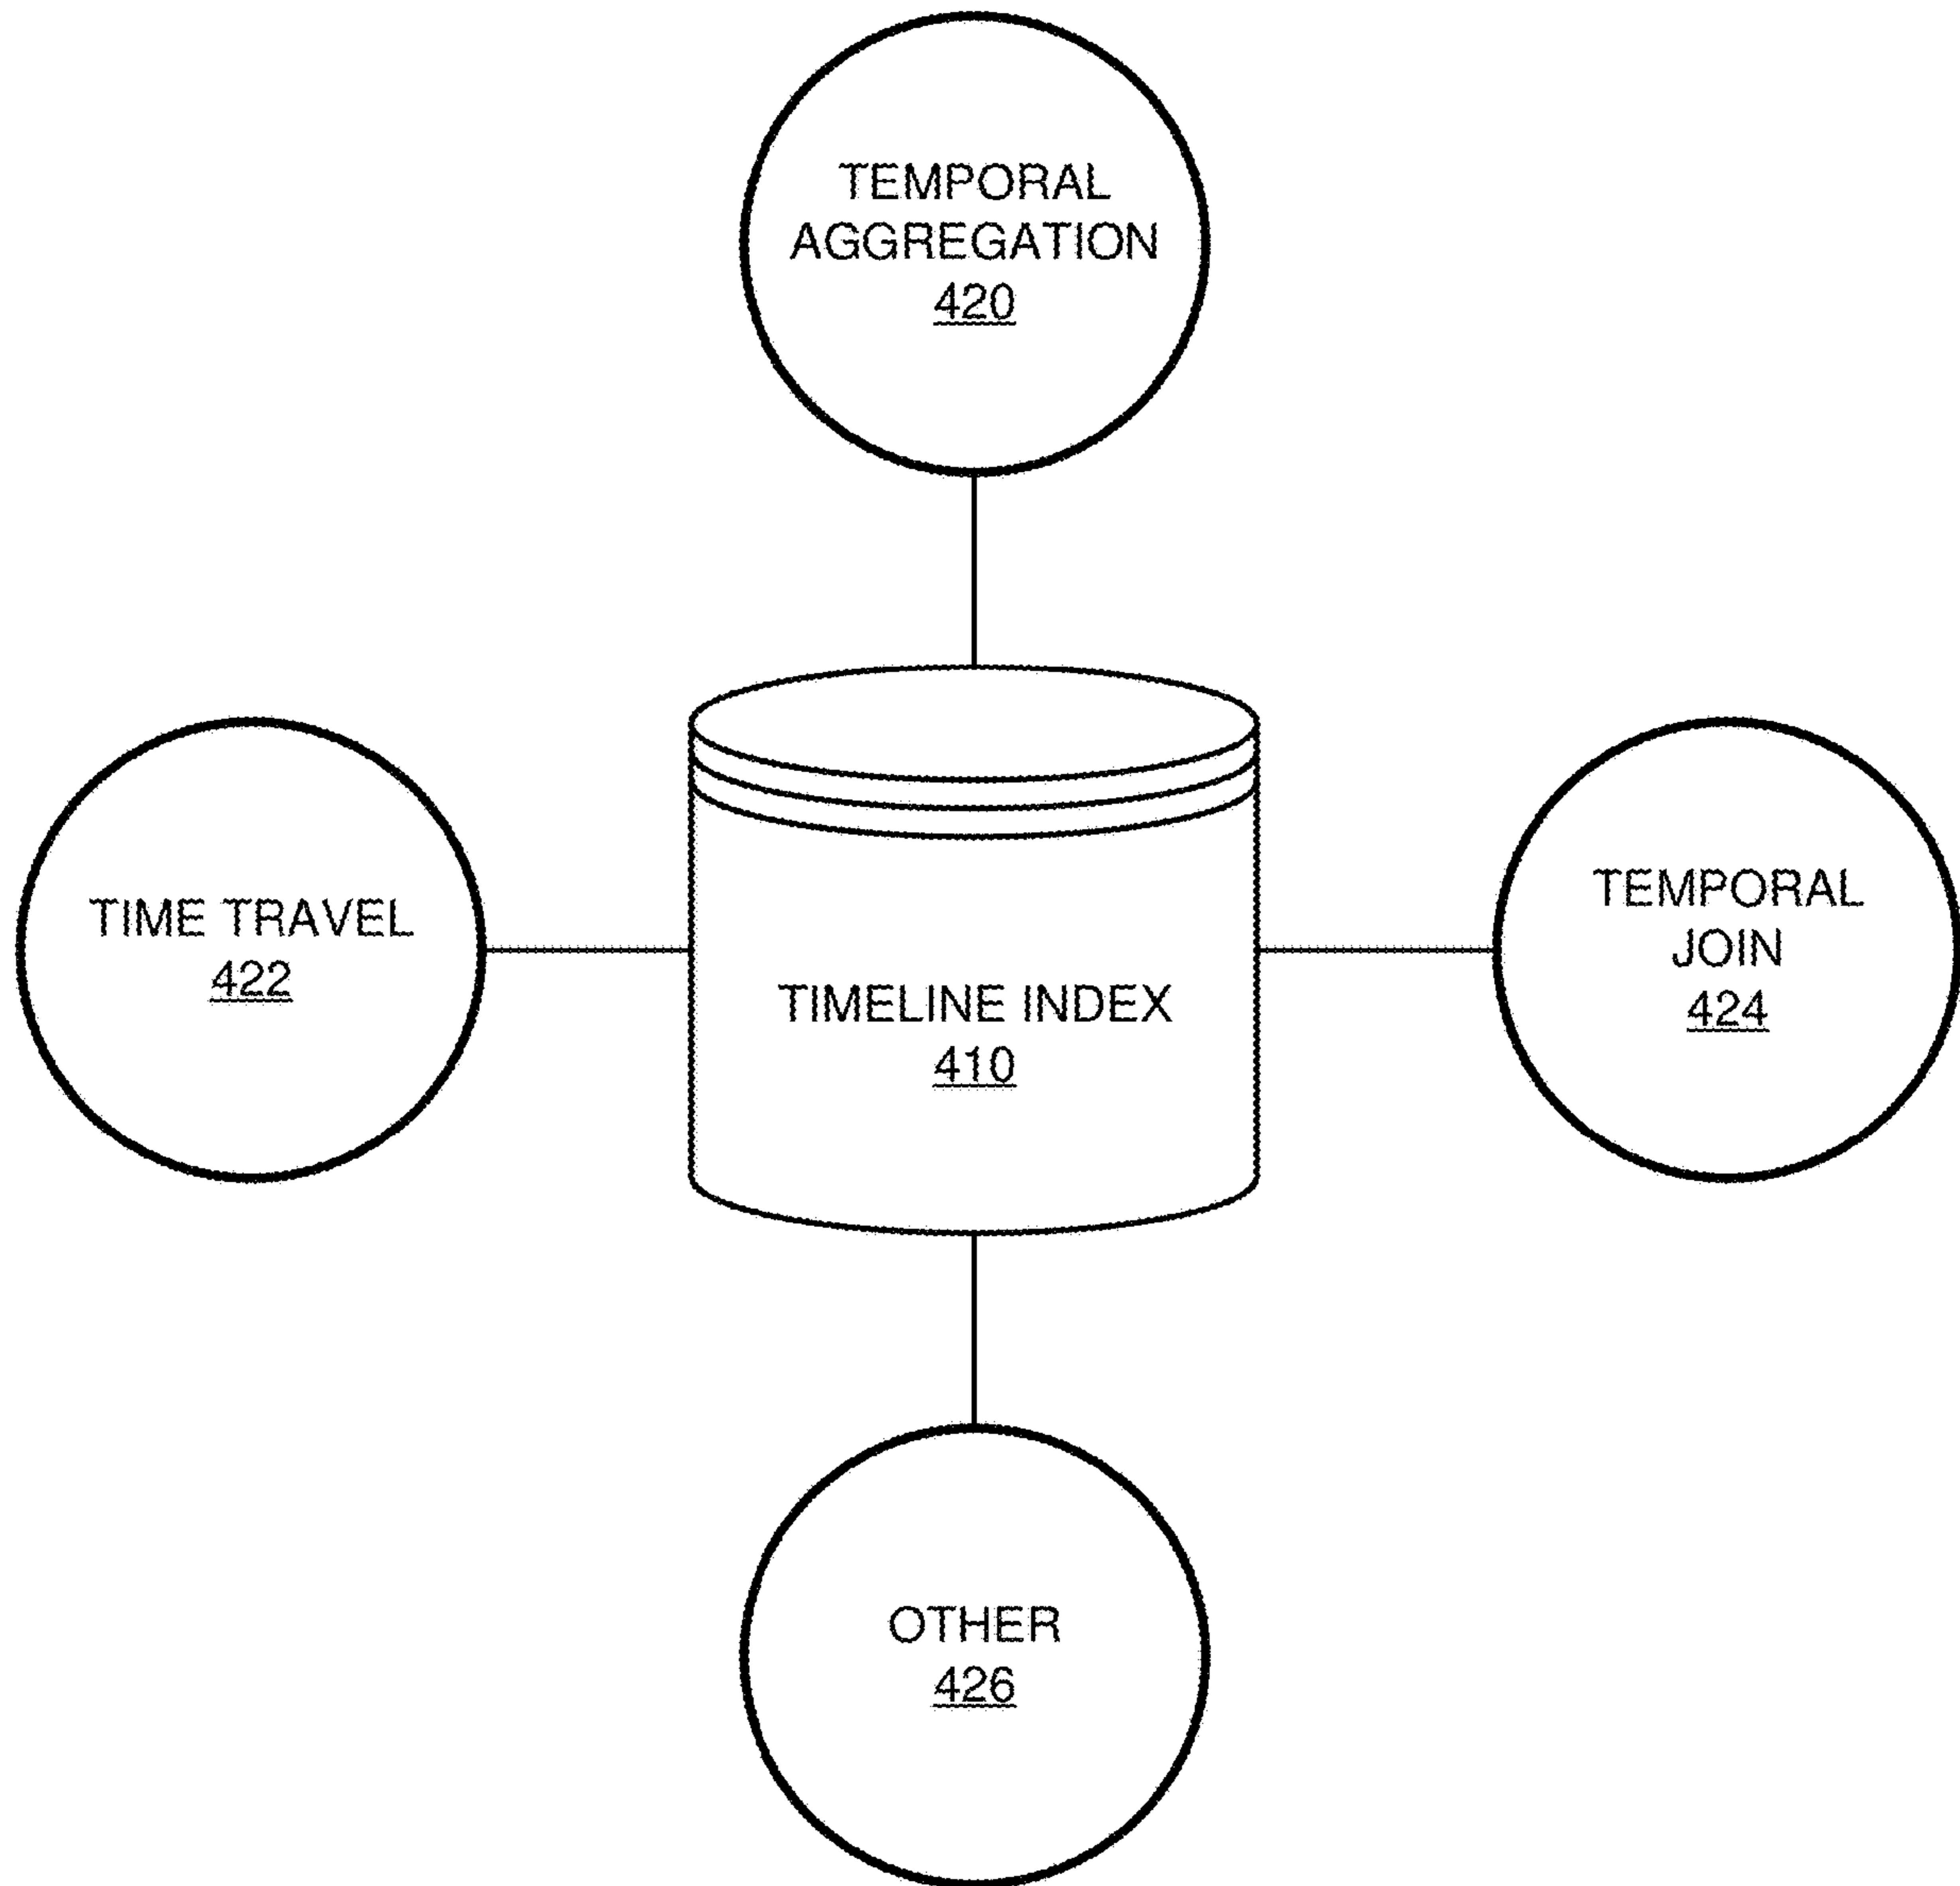 TEMPORAL
AGGREGATION
420
TIME TRAVEL
422
TIMELINE INDEX
410
TEMPORAL
JOIN
424
OTHER
426